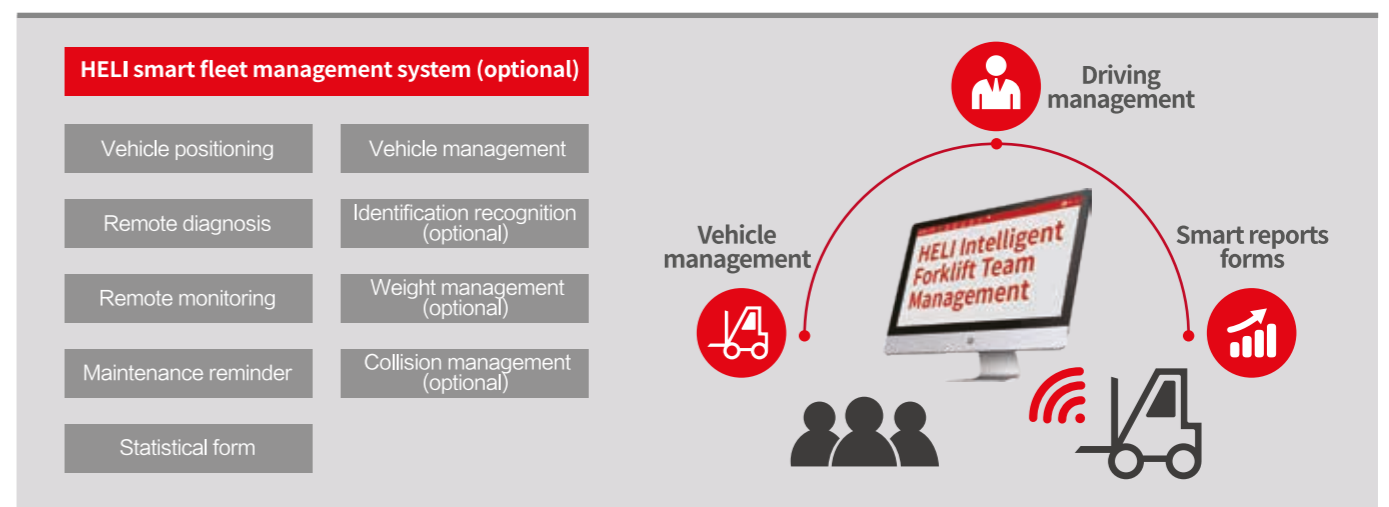 HELI smart fleet management system (optional)
Vehicle positioning
Vehicle management
Remote diagnosis
Identification recognition
(optional)
Remote monitoring
Weight management
(optional)
Maintenance reminder
Collision management
(optional)
Statistical form
Driving
management
Vehicle
management
Smart reports
forms
HELI Intelligent
Forklift Team
Management